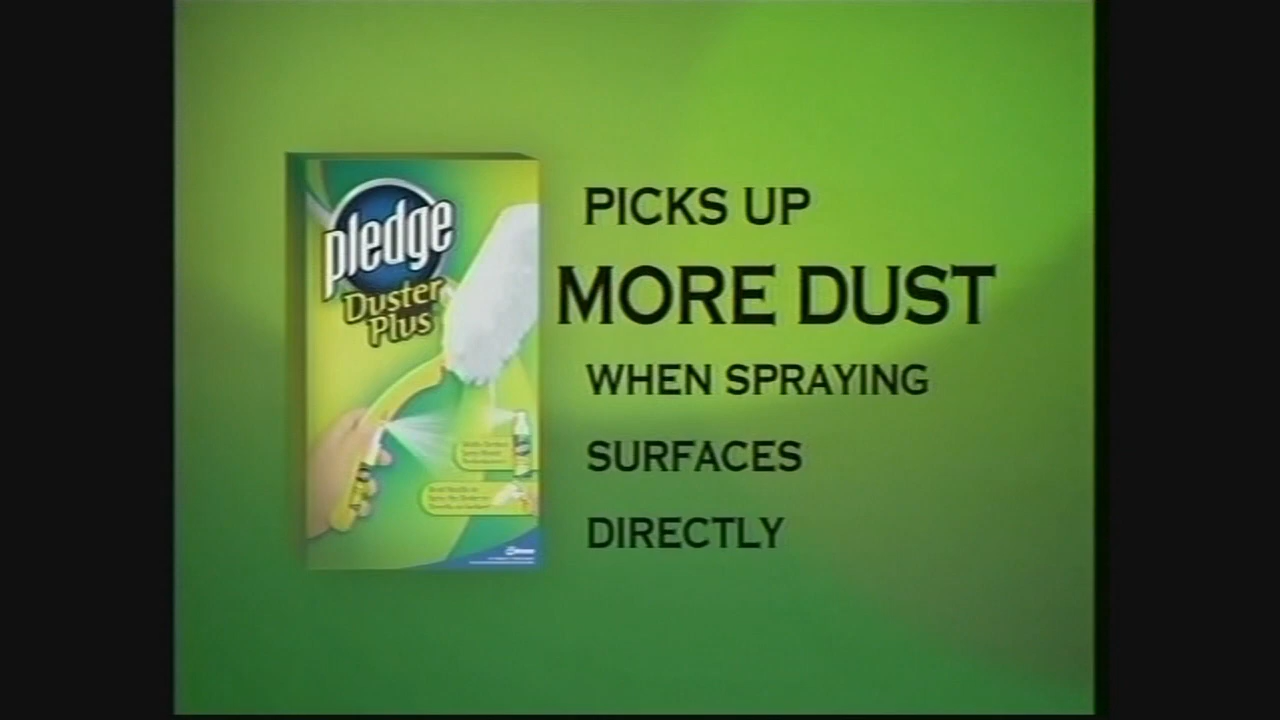 pledge
Duster
Plus
PICKS UP
MORE DUST
WHEN SPRAYING
SURFACES
DIRECTLY